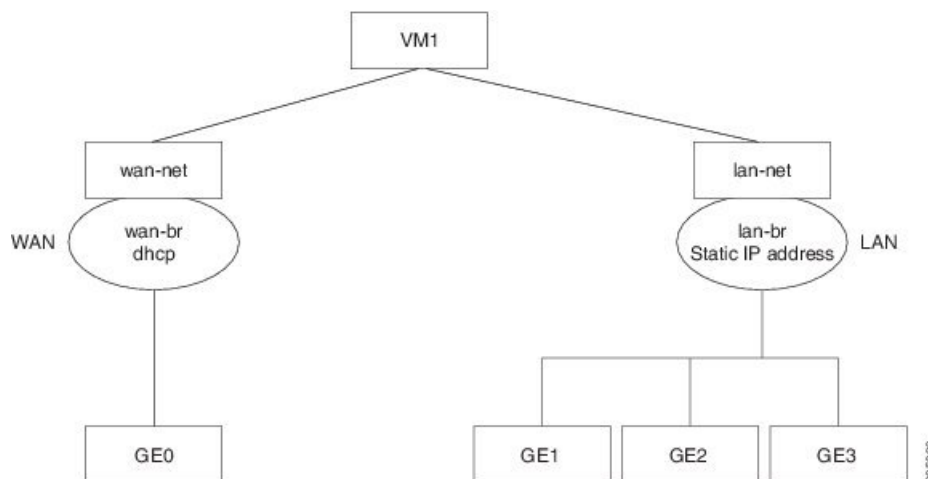 VM1
wan-net
lan-net
WAN
wan-br
dhcp
lan-br
Static IP address
LAN
GE0
GE1
GE2
GE3